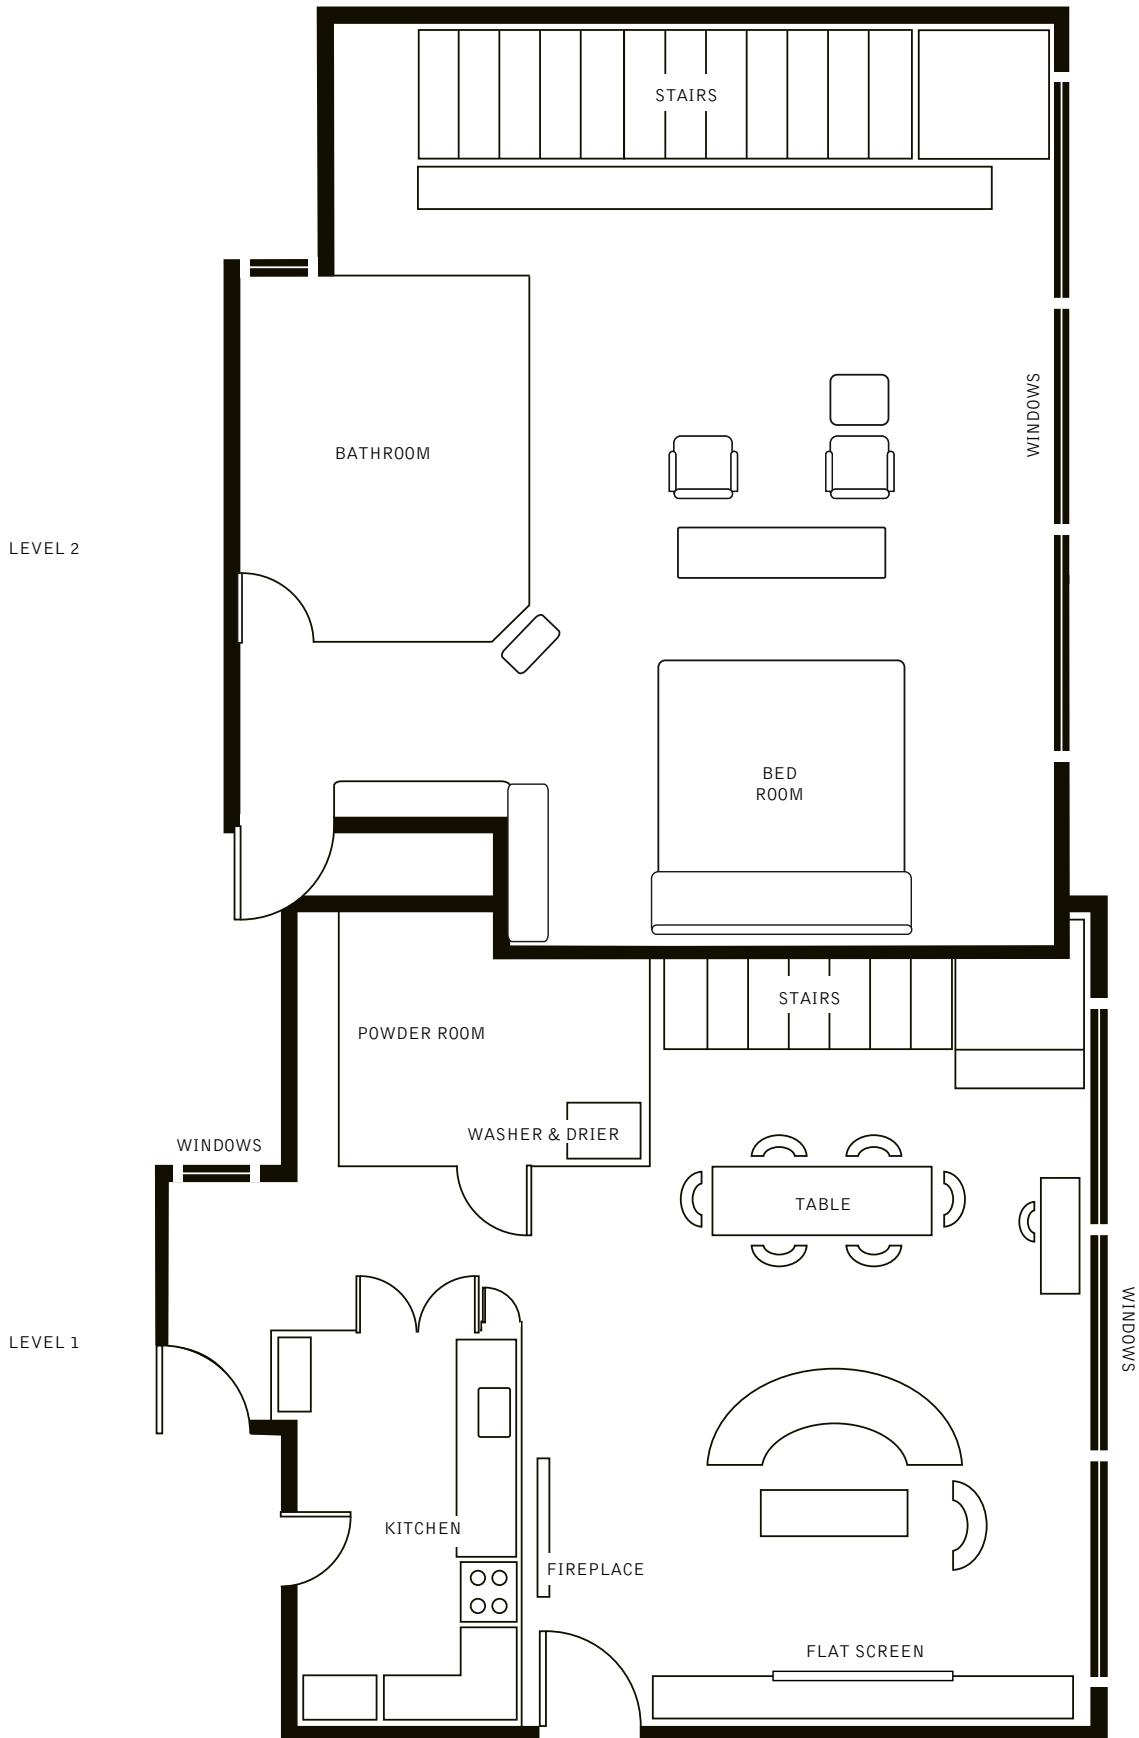 STAIRS
WINDOWS
BATHROOM
LEVEL 2
BED
ROOM
STAIRS
POWDER ROOM
WASHER & DRIER
WINDOWS
TABLE
LEVEL 1
WINDOWS
KITCHEN
FIREPLACE
FLAT SCREEN